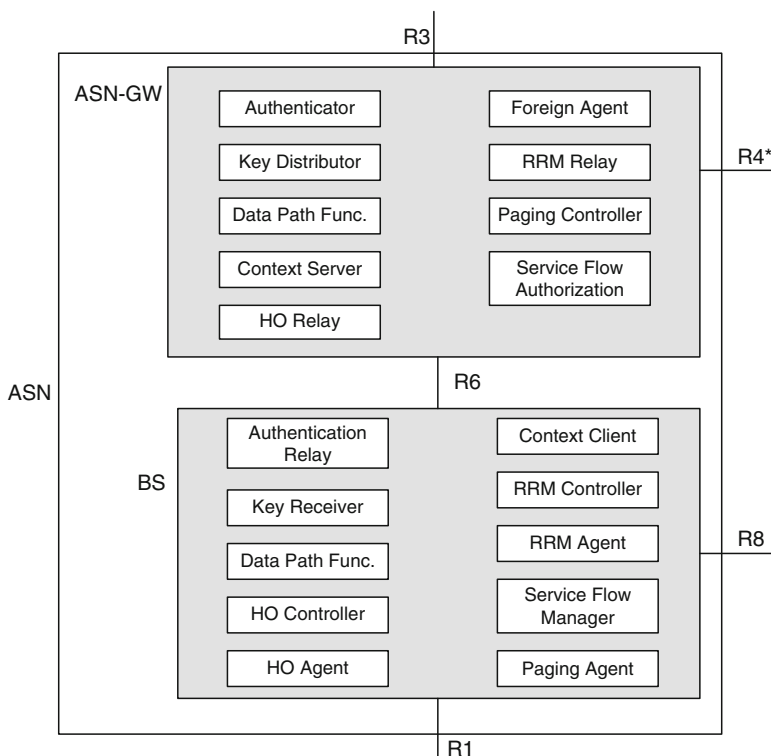 R3
ASN-GW
Authenticator
Foreign Agent
Key Distributor
RRM Relay
R4*
Data Path Func.
Paging Controller
Context Server
Service Flow
Authorization
HO Relay
ASN
R6
BS
Authentication
Relay
Context Client
Key Receiver
RRM Controller
Data Path Func.
RRM Agent
R8
HO Controller
Service Flow
Manager
HO Agent
Paging Agent
R1